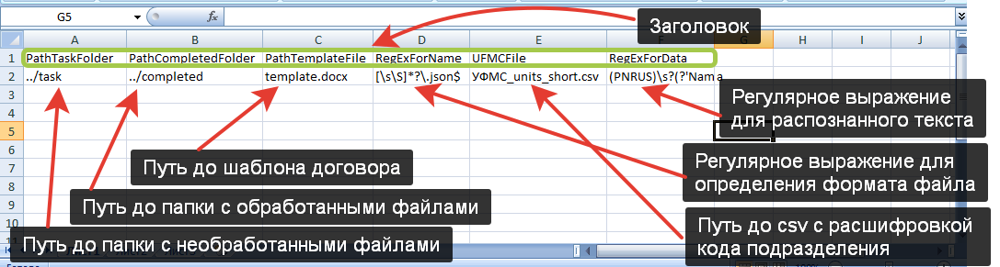 G5
fx
Заголовок
A B C D E F G H I J
1 PathTaskFolder PathCompletedFolder PathTemplateFile RegExForName UFMCFile RegExForData
2 ../task ../completed template.docx [\s\S]*?\.json$ УФМС_units_short.csv (PNRUS)\s?(?'Nama
3
4
5
6
7
8
9
10
11
Регулярное выражение
для распознанного текста
Путь до шаблона договора
Регулярное выражение для
определения формата файла
Путь до папки с обработанными файлами
Путь до csv с расшифровкой
кода подразделения
Путь до папки с необработанными файлами